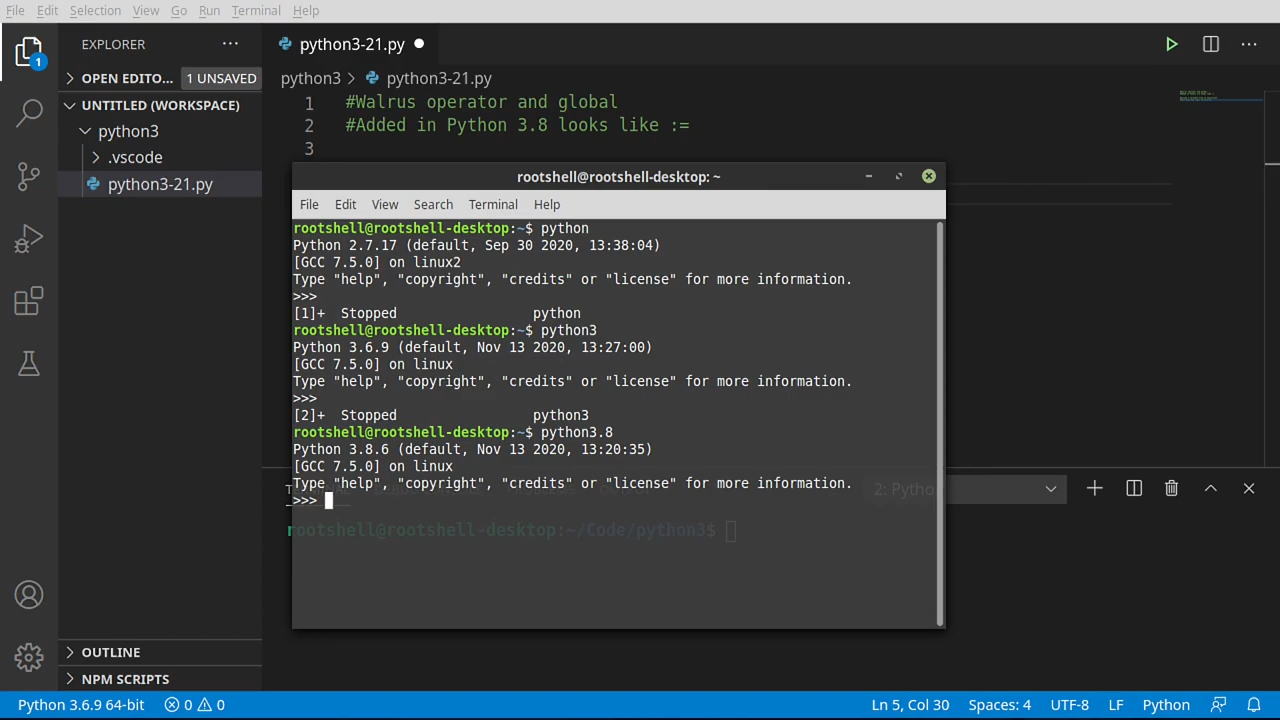 File Edit Selection View Go Run Terminal Help
EXPLORER
python3-21.py
OPEN EDITO... 1 UNSAVED
python3 > python3-21.py
UNTITLED (WORKSPACE)
python3
.vscode
python3-21.py
1 #Walrus operator and global
2 #Added in Python 3.8 looks like :=
3
rootshell@rootshell-desktop: ~
File Edit View Search Terminal Help
rootshell@rootshell-desktop:~$ python
Python 2.7.17 (default, Sep 30 2020, 13:38:04)
[GCC 7.5.0] on linux2
Type "help", "copyright", "credits" or "license" for more information.
>>>
[1]+ Stopped python
rootshell@rootshell-desktop:~$ python3
Python 3.6.9 (default, Nov 13 2020, 13:27:00)
[GCC 7.5.0] on linux
Type "help", "copyright", "credits" or "license" for more information.
>>>
[2]+ Stopped python3
rootshell@rootshell-desktop:~$ python3.8
Python 3.8.6 (default, Nov 13 2020, 13:20:35)
[GCC 7.5.0] on linux
Type "help", "copyright", "credits" or "license" for more information.
>>>
2: Pytho
rootshell@rootshell-desktop:~/Code/python3$
1
OUTLINE
NPM SCRIPTS
Python 3.6.9 64-bit 0 0 Ln 5, Col 30 Spaces: 4 UTF-8 LF Python